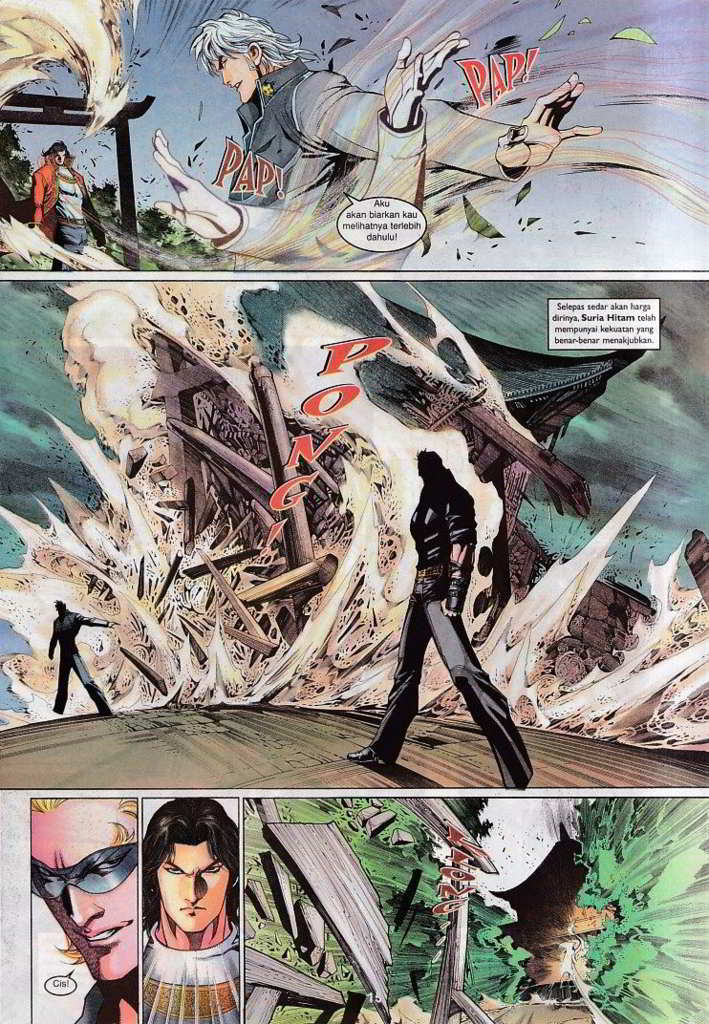 PAP!
PAP!
Aku
akan biarkan kau
melihatnya terlebih
dahulu!
Selepas sedar akan harga
dirinya, Suria Hitam telah
mempunyai kekuatan yang
benar-benar menakjubkan.
PONG!
Cis!